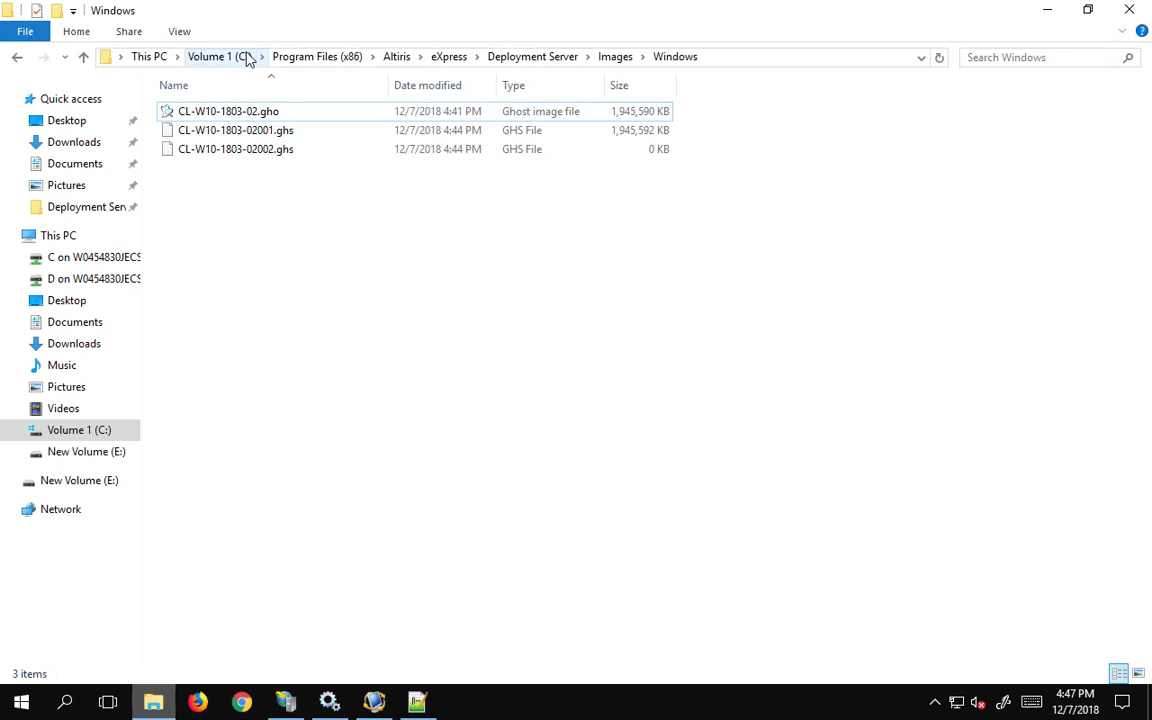 Windows
File Home Share View
This PC Volume 1 (C:) Program Files (x86) Altiris eXpress Deployment Server Images Windows
Search Windows
Name Date modified Type Size
CL-W10-1803-02.gho 12/7/2018 4:41 PM Ghost image file 1,945,590 KB
CL-W10-1803-02001.ghs 12/7/2018 4:44 PM GHS File 1,945,592 KB
CL-W10-1803-02002.ghs 12/7/2018 4:44 PM GHS File 0 KB
Quick access
Desktop
Downloads
Documents
Pictures
Deployment Serv
This PC
C on W0454830JECS
D on W0454830JECS
Desktop
Documents
Downloads
Music
Pictures
Videos
Volume 1 (C:)
New Volume (E:)
New Volume (E:)
Network
3 items
4:47 PM
12/7/2018